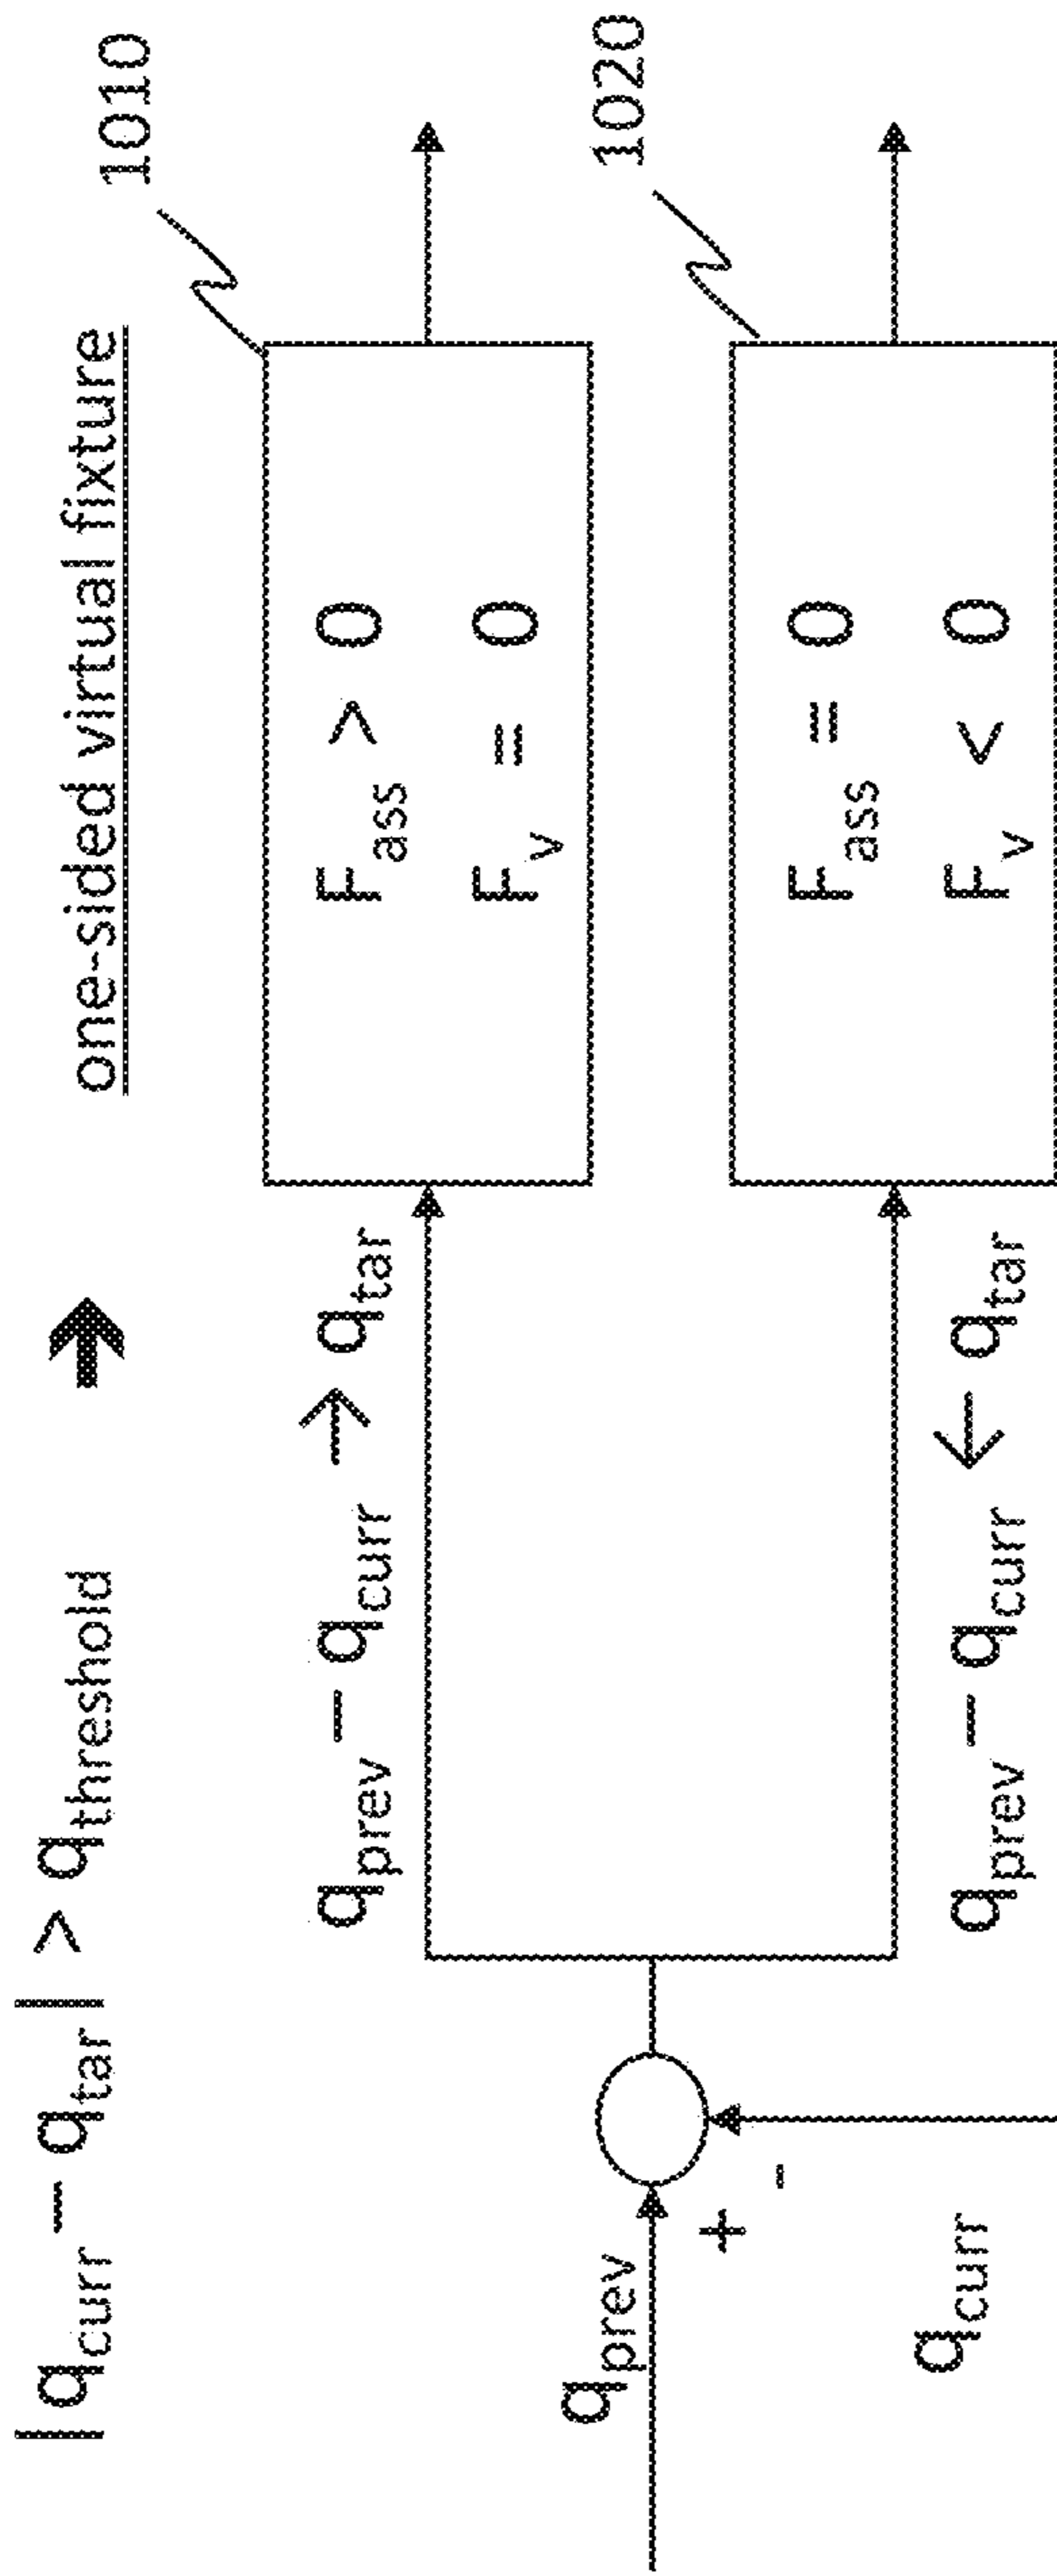 |q_curr − q_tar| > q_threshold ➔ one-sided virtual fixture
1010
q_prev − q_curr → q_tar
F_ass > 0
F_v = 0
q_prev
+
-
q_curr
1020
F_ass = 0
F_v < 0
q_prev − q_curr ← q_tar